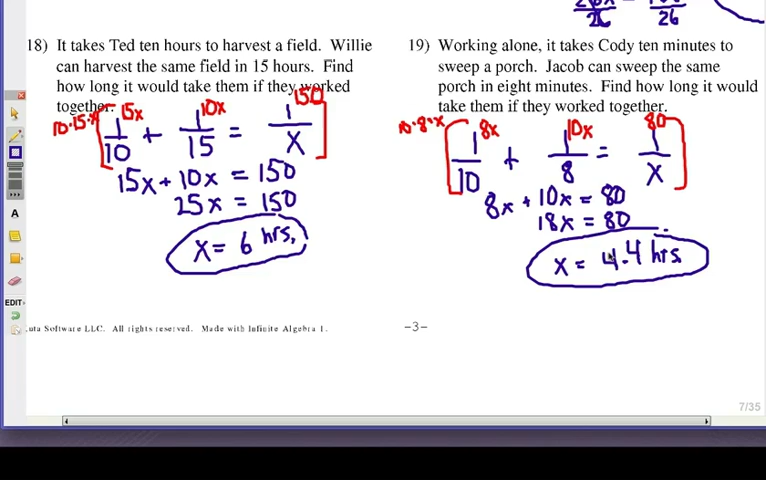 26
26
18) It takes Ted ten hours to harvest a field. Willie
can harvest the same field in 15 hours. Find
how long it would take them if they worked
together.
10·15·x [ 1/10 15x + 1/15 10x = 1/x 150 ]
15x + 10x = 150
25x = 150
x = 6 hrs.
19) Working alone, it takes Cody ten minutes to
sweep a porch. Jacob can sweep the same
porch in eight minutes. Find how long it would
take them if they worked together.
10·8·x [ 1/10 8x + 1/8 10x = 1/x 80 ]
8x + 10x = 80
18x = 80
x = 4.4 hrs
uta Software LLC. All rights reserved. Made with Infinite Algebra 1.
-3-
A
EDIT
7/35